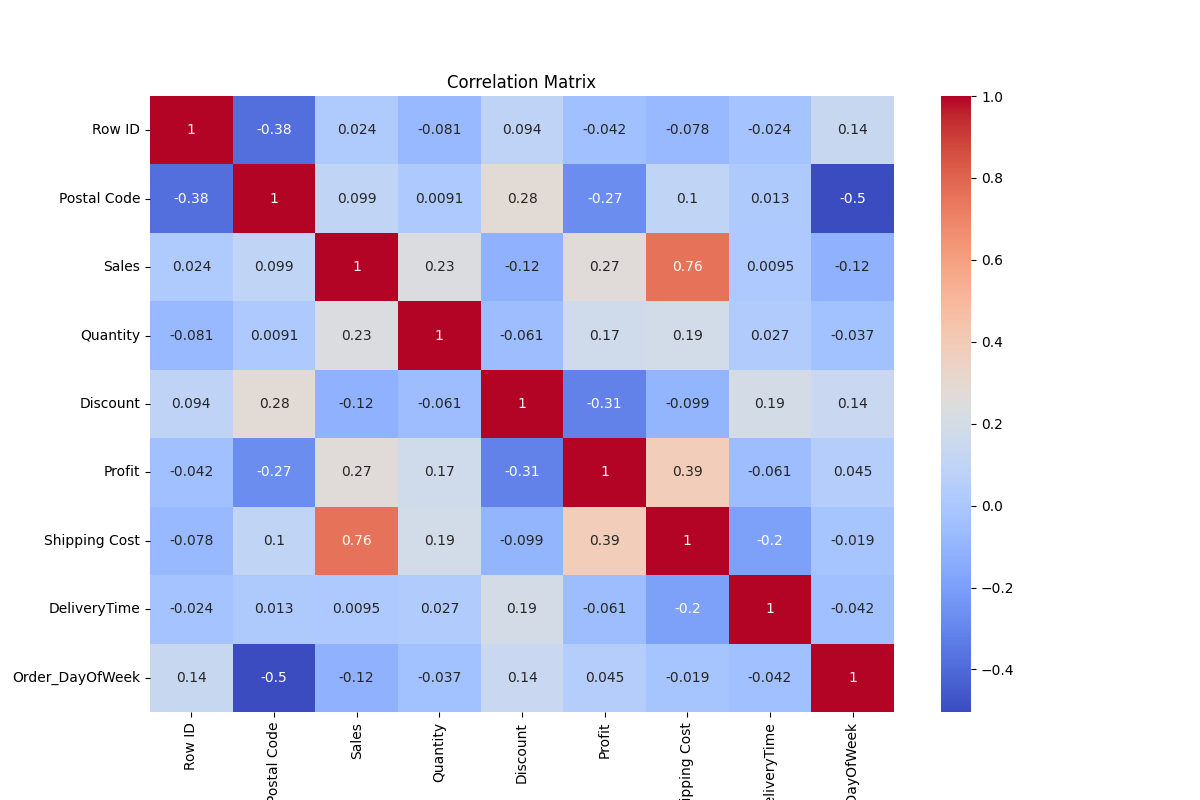 Correlation Matrix
Row ID 1 -0.38 0.024 -0.081 0.094 -0.042 -0.078 -0.024 0.14
Postal Code -0.38 1 0.099 0.0091 0.28 -0.27 0.1 0.013 -0.5
Sales 0.024 0.099 1 0.23 -0.12 0.27 0.76 0.0095 -0.12
Quantity -0.081 0.0091 0.23 1 -0.061 0.17 0.19 0.027 -0.037
Discount 0.094 0.28 -0.12 -0.061 1 -0.31 -0.099 0.19 0.14
Profit -0.042 -0.27 0.27 0.17 -0.31 1 0.39 -0.061 0.045
Shipping Cost -0.078 0.1 0.76 0.19 -0.099 0.39 1 -0.2 -0.019
DeliveryTime -0.024 0.013 0.0095 0.027 0.19 -0.061 -0.2 1 -0.042
Order_DayOfWeek 0.14 -0.5 -0.12 -0.037 0.14 0.045 -0.019 -0.042 1
Row ID
Postal Code
Sales
Quantity
Discount
Profit
ipping Cost
eliveryTime
DayOfWeek
1.0
0.8
0.6
0.4
0.2
0.0
−0.2
−0.4